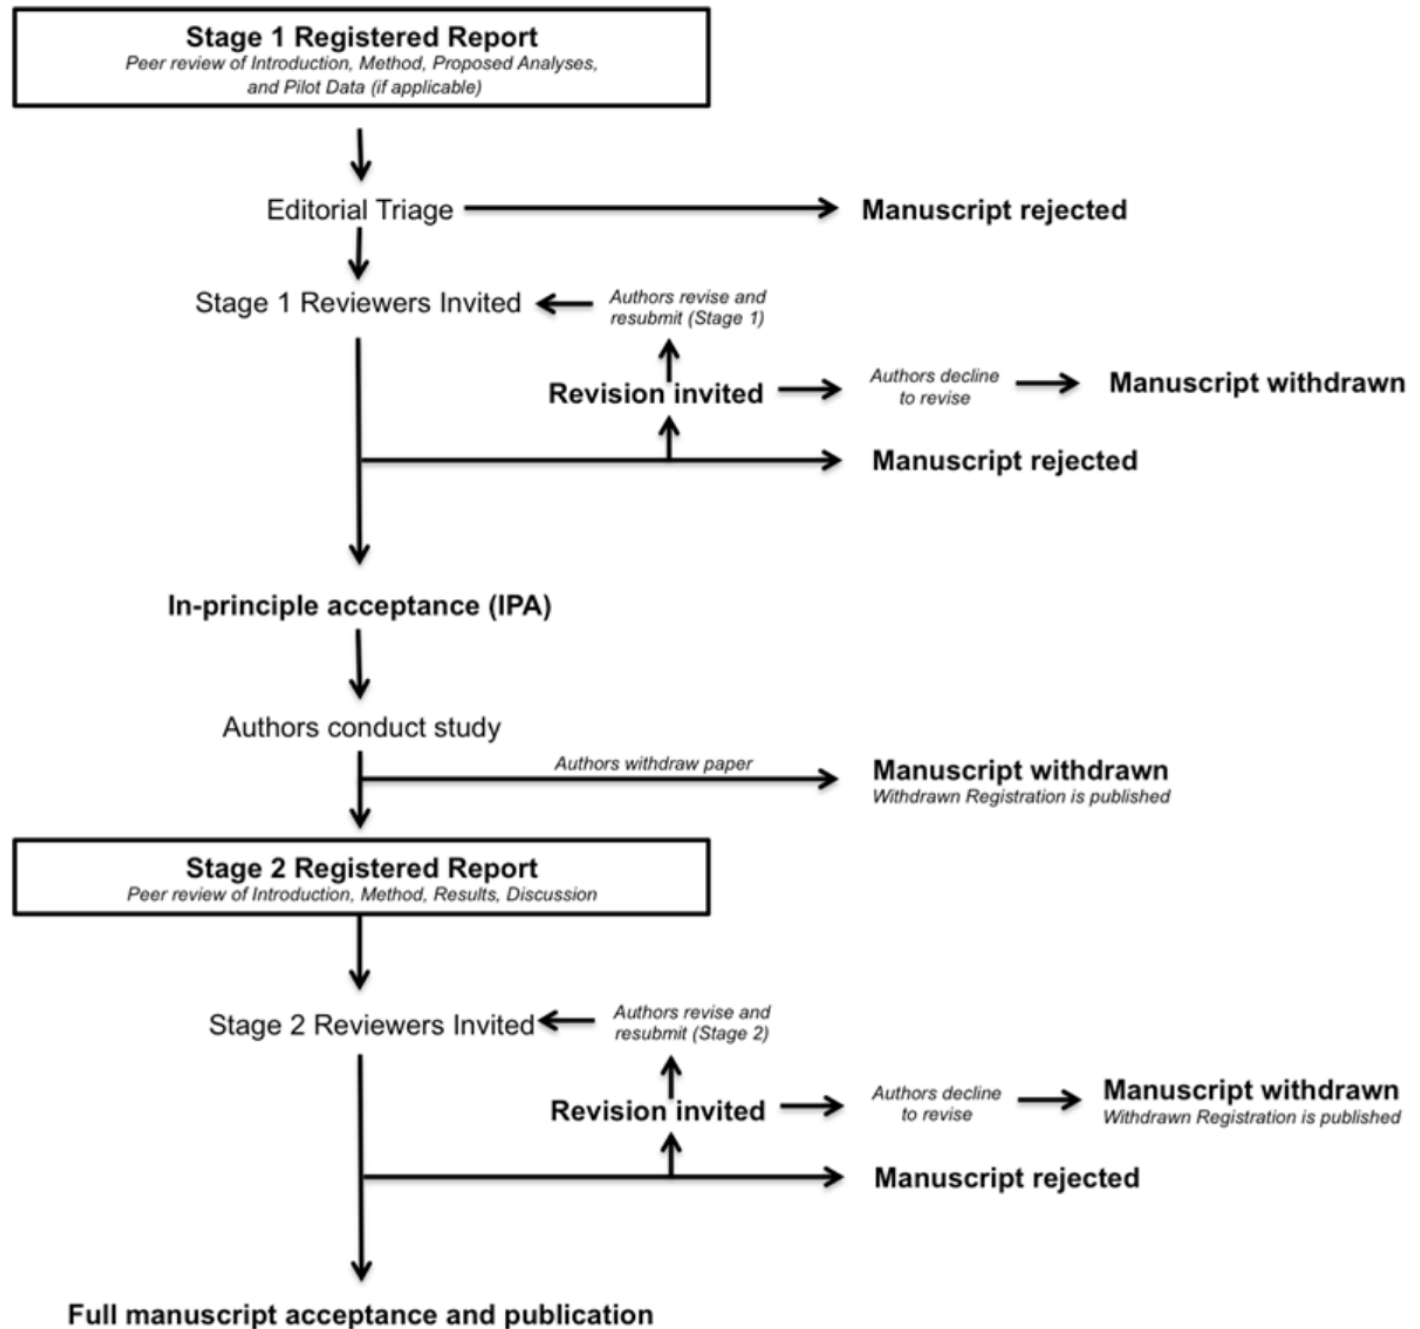 Stage 1 Registered Report
Peer review of Introduction, Method, Proposed Analyses,
and Pilot Data (if applicable)
Editorial Triage
Manuscript rejected
Stage 1 Reviewers Invited
Authors revise and
resubmit (Stage 1)
Revision invited
Authors decline
to revise
Manuscript withdrawn
Manuscript rejected
In-principle acceptance (IPA)
Authors conduct study
Authors withdraw paper
Manuscript withdrawn
Withdrawn Registration is published
Stage 2 Registered Report
Peer review of Introduction, Method, Results, Discussion
Stage 2 Reviewers Invited
Authors revise and
resubmit (Stage 2)
Revision invited
Authors decline
to revise
Manuscript withdrawn
Withdrawn Registration is published
Manuscript rejected
Full manuscript acceptance and publication